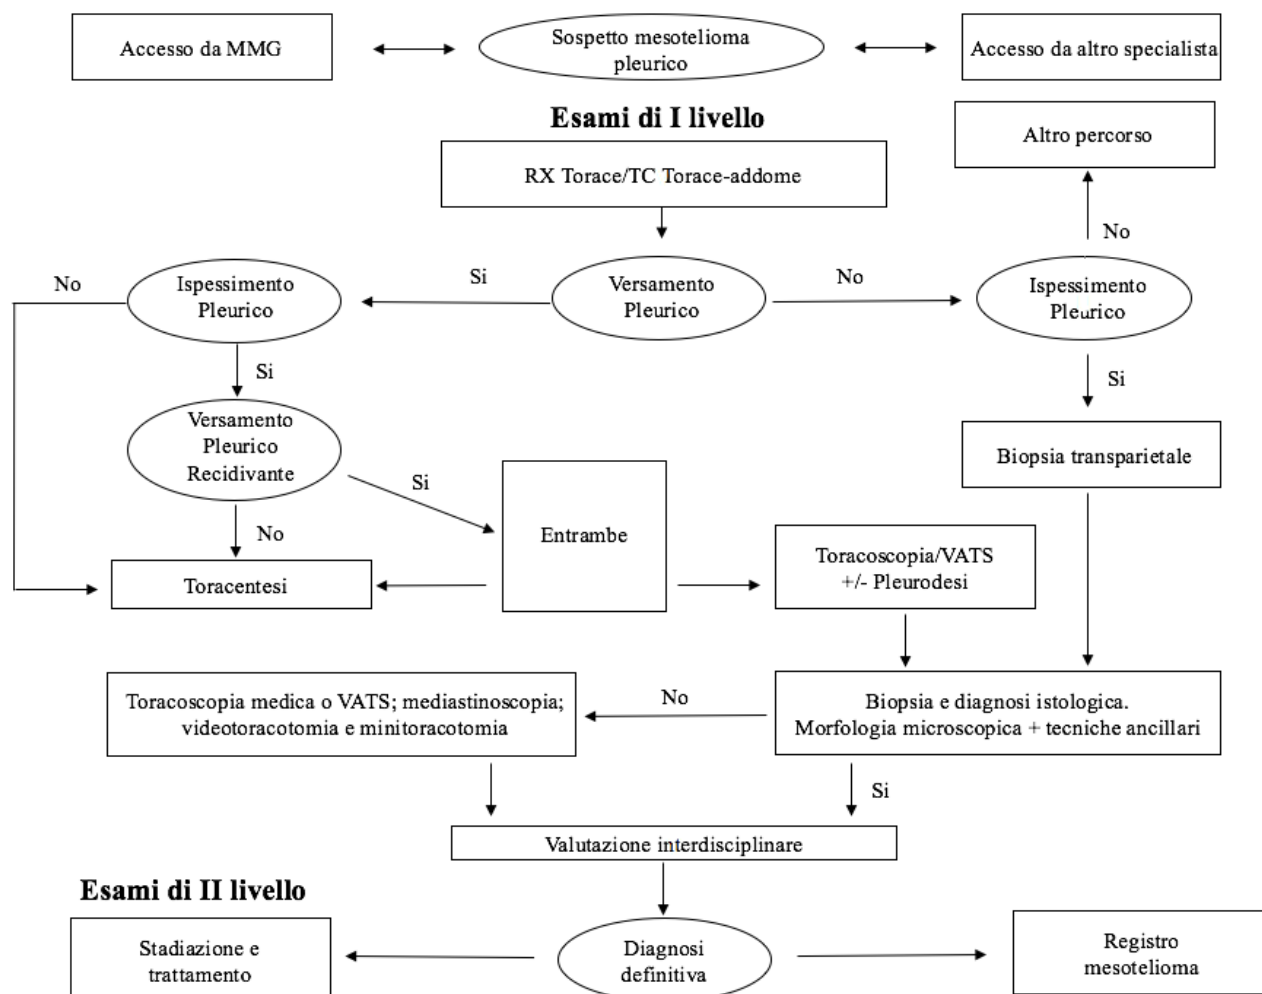 Accesso da MMG
Sospetto mesotelioma
pleurico
Accesso da altro specialista
Esami di I livello
Altro percorso
RX Torace/TC Torace-addome
No
No
Ispessimento
Pleurico
Si
Versamento
Pleurico
No
Ispessimento
Pleurico
Si
Si
Versamento
Pleurico
Recidivante
Biopsia transparietale
Si
No
Entrambe
Toracentesi
Toracoscopia/VATS
+/- Pleurodesi
Toracoscopia medica o VATS; mediastinoscopia;
videotoracotomia e minitoracotomia
No
Biopsia e diagnosi istologica.
Morfologia microscopica + tecniche ancillari
Si
Valutazione interdisciplinare
Esami di II livello
Stadiazione e
trattamento
Diagnosi
definitiva
Registro
mesotelioma